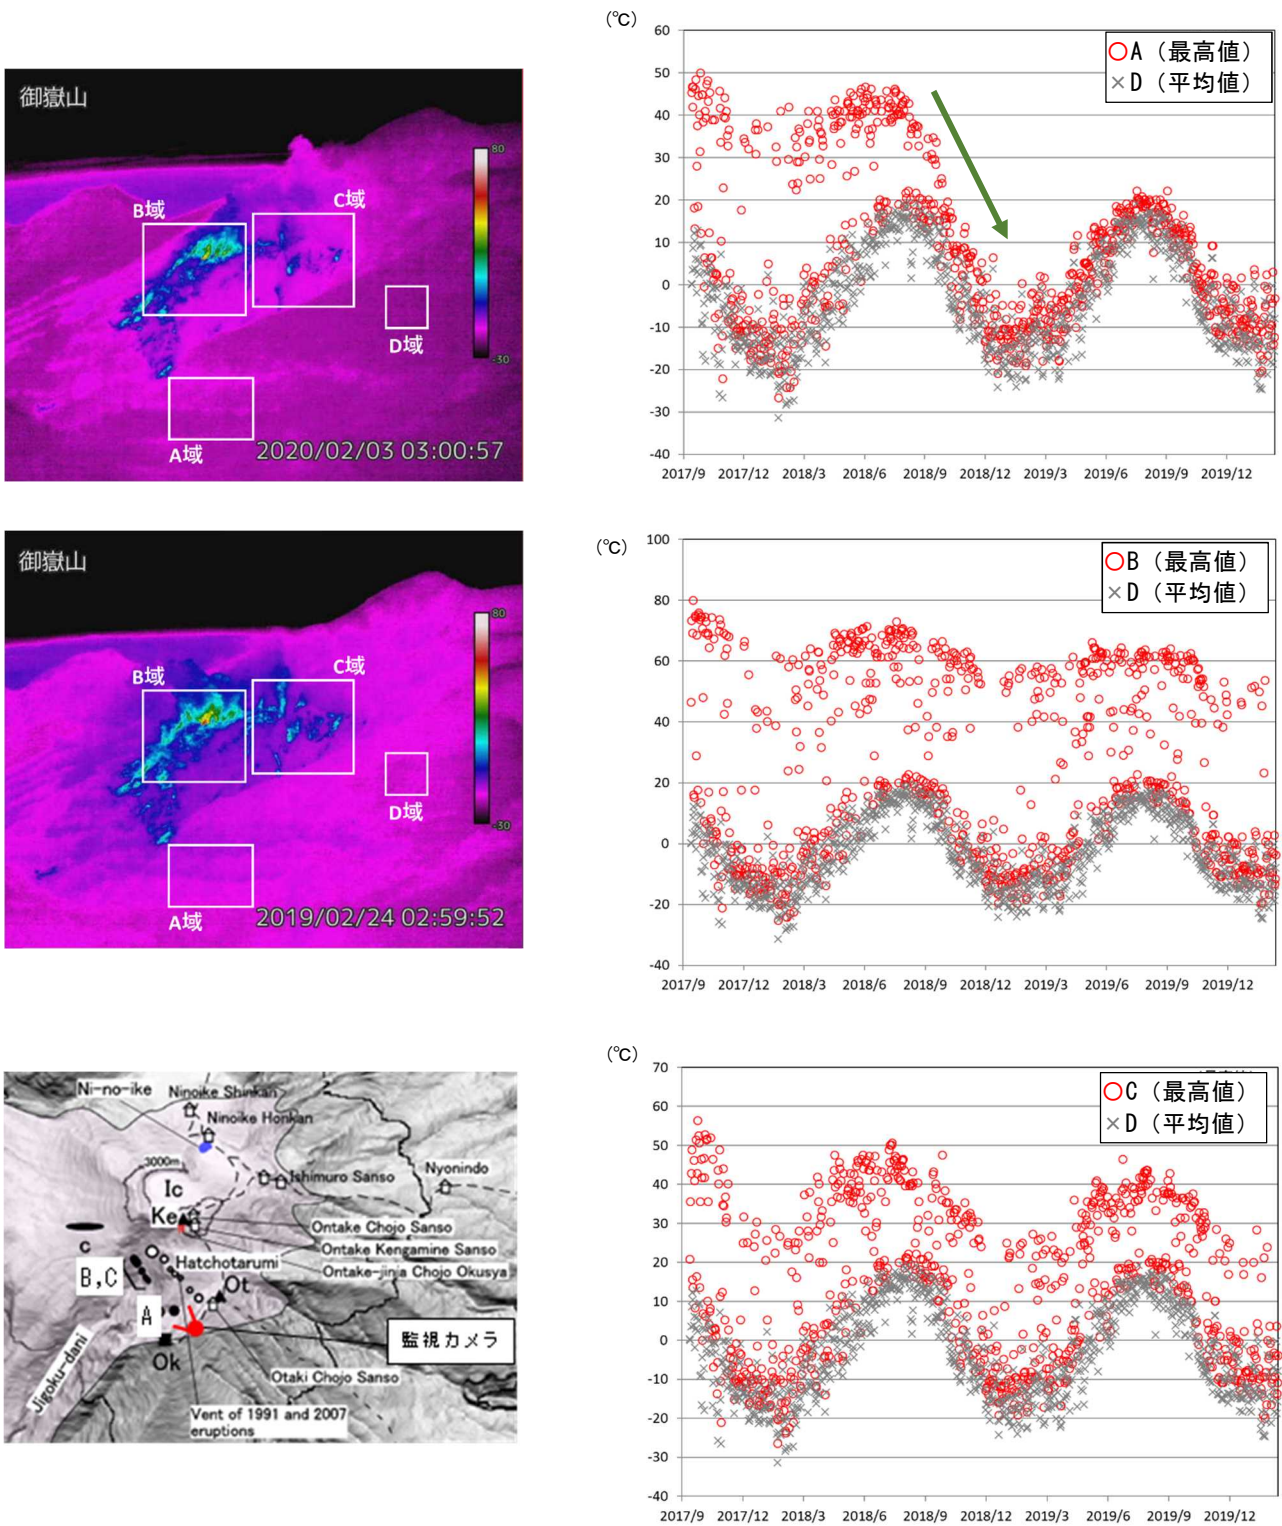 御嶽山
80
B域
C域
D域
-30
A域
2020/02/03 03:00:57
(℃)
60
50
40
30
20
10
0
-10
-20
-30
-40
A（最高値）
D（平均値）
2017/9 2017/12 2018/3 2018/6 2018/9 2018/12 2019/3 2019/6 2019/9 2019/12
御嶽山
80
B域
C域
D域
-30
A域
2019/02/24 02:59:52
(℃)
100
80
60
40
20
0
-20
-40
B（最高値）
D（平均値）
2017/9 2017/12 2018/3 2018/6 2018/9 2018/12 2019/3 2019/6 2019/9 2019/12
Ni-no-ike
Ninoike Shinkan
Ninoike Honkan
3000m
Ishimuro Sanso
Nyonindo
Ic
Ke
Ontake Chojo Sanso
c
Hatchotarumi
Ontake Kengamine Sanso
B,C
Ontake-jinja Chojo Okusya
Ot
A
監視カメラ
Ok
Jigoku-dani
Otaki Chojo Sanso
Vent of 1991 and 2007
eruptions
(℃)
70
60
50
40
30
20
10
0
-10
-20
-30
-40
C（最高値）
D（平均値）
2017/9 2017/12 2018/3 2018/6 2018/9 2018/12 2019/3 2019/6 2019/9 2019/12